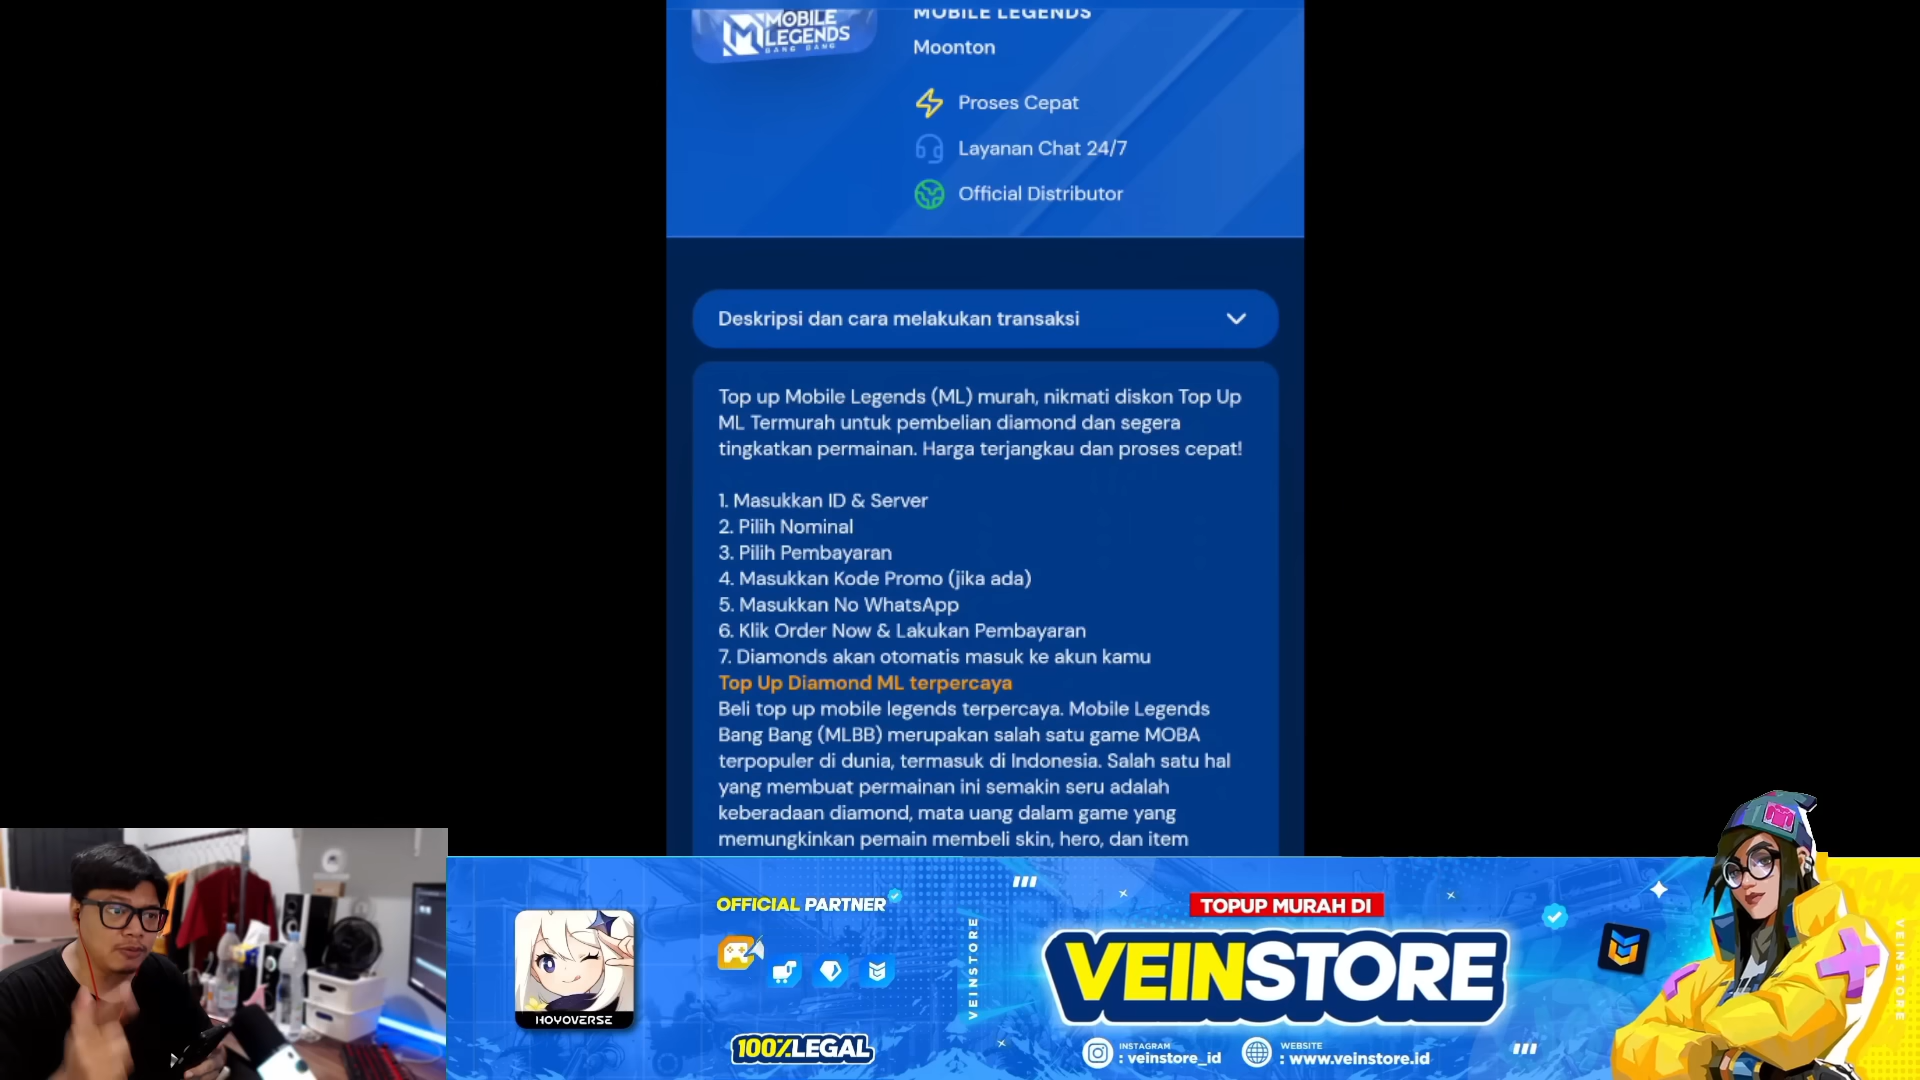 MOBILE LEGENDS
BANG BANG
MOBILE LEGENDS
Moonton
Proses Cepat
Layanan Chat 24/7
Official Distributor
Deskripsi dan cara melakukan transaksi
Top up Mobile Legends (ML) murah, nikmati diskon Top Up
ML Termurah untuk pembelian diamond dan segera
tingkatkan permainan. Harga terjangkau dan proses cepat!
1. Masukkan ID & Server
2. Pilih Nominal
3. Pilih Pembayaran
4. Masukkan Kode Promo (jika ada)
5. Masukkan No WhatsApp
6. Klik Order Now & Lakukan Pembayaran
7. Diamonds akan otomatis masuk ke akun kamu
Top Up Diamond ML terpercaya
Beli top up mobile legends terpercaya. Mobile Legends
Bang Bang (MLBB) merupakan salah satu game MOBA
terpopuler di dunia, termasuk di Indonesia. Salah satu hal
yang membuat permainan ini semakin seru adalah
keberadaan diamond, mata uang dalam game yang
memungkinkan pemain membeli skin, hero, dan item
HOYOVERSE
OFFICIAL PARTNER
100% LEGAL
VEINSTORE
TOPUP MURAH DI
VEINSTORE
INSTAGRAM
: veinstore_id
WEBSITE
: www.veinstore.id
VEINSTORE